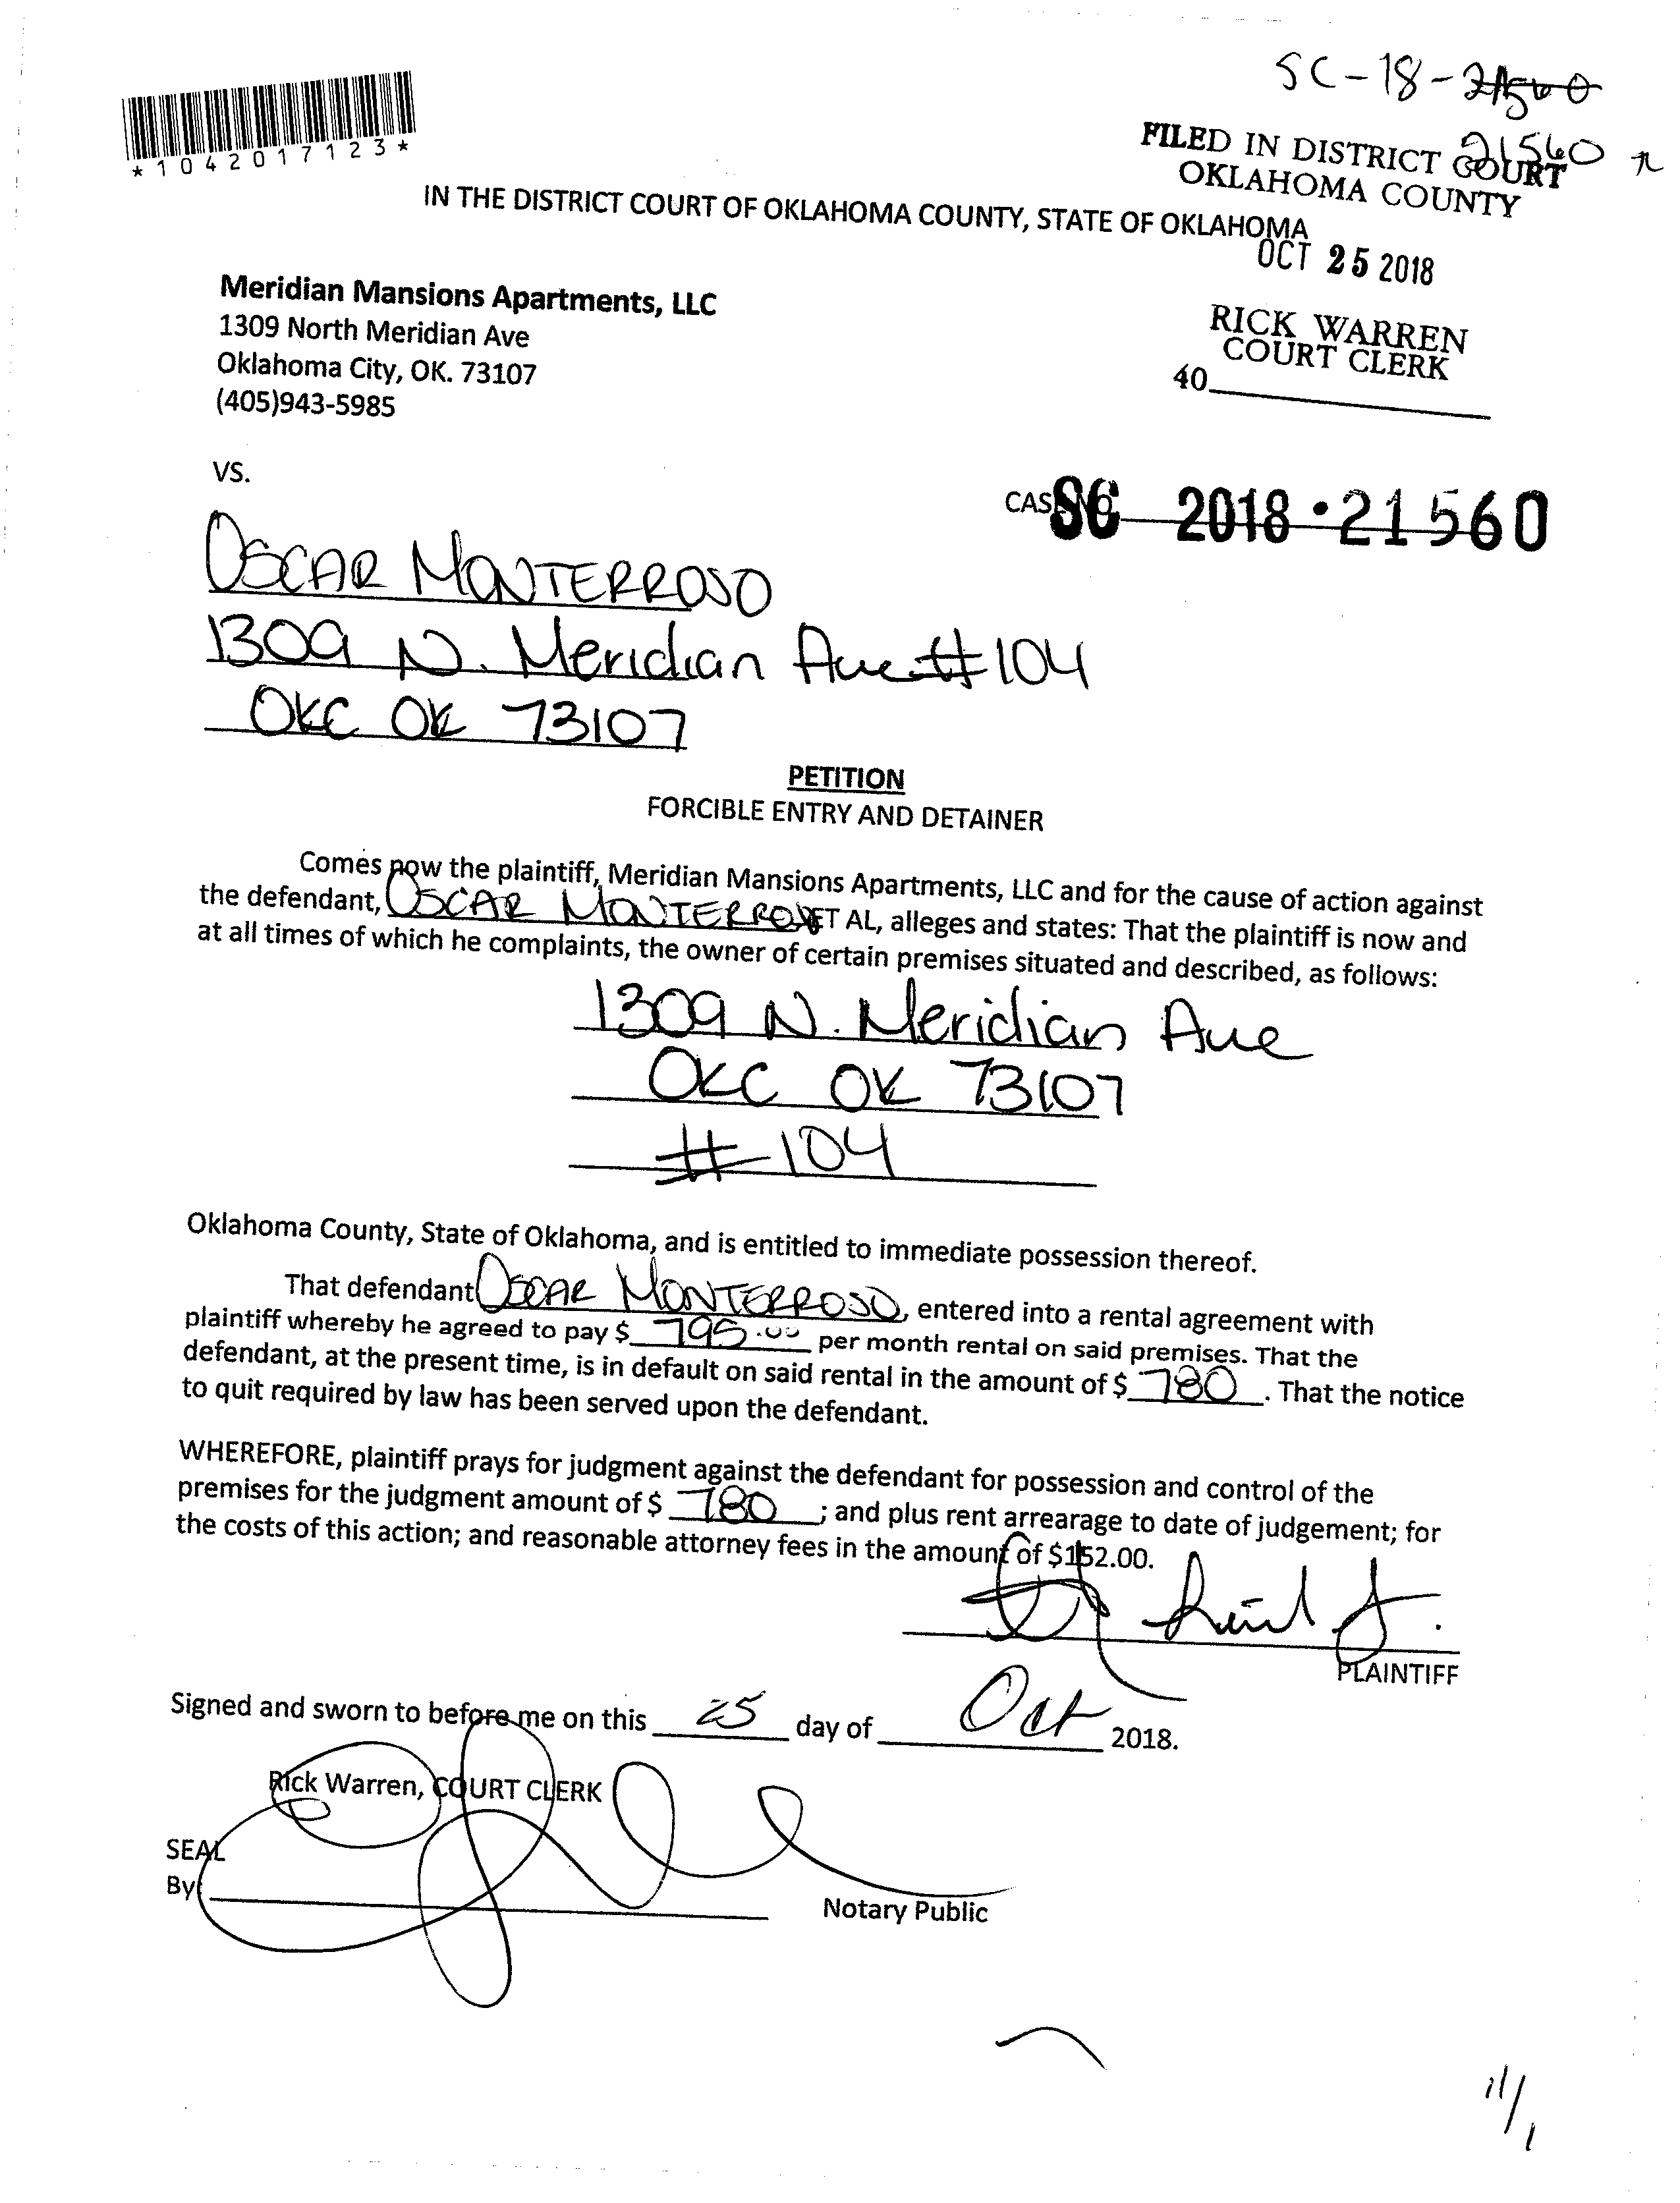 SC-18-21560
21560
FILED IN DISTRICT COURT
OKLAHOMA COUNTY
*1042017123*
IN THE DISTRICT COURT OF OKLAHOMA COUNTY, STATE OF OKLAHOMA
OCT 25 2018
Meridian Mansions Apartments, LLC
1309 North Meridian Ave
Oklahoma City, OK. 73107
(405)943-5985
RICK WARREN
COURT CLERK
40
VS.
CASE NO. SC 2018 · 21560
OSCAR MONTERROSO
1309 N. Meridian Ave #104
OKC OK 73107
PETITION
FORCIBLE ENTRY AND DETAINER
Comes now the plaintiff, Meridian Mansions Apartments, LLC and for the cause of action against
the defendant, OSCAR MONTERROSO ET AL, alleges and states: That the plaintiff is now and
at all times of which he complaints, the owner of certain premises situated and described, as follows:
1309 N. Meridian Ave
OKC OK 73107
#104
Oklahoma County, State of Oklahoma, and is entitled to immediate possession thereof.
That defendant OSCAR MONTERROSO, entered into a rental agreement with
plaintiff whereby he agreed to pay $ 795.00 per month rental on said premises. That the
defendant, at the present time, is in default on said rental in the amount of $ 780. That the notice
to quit required by law has been served upon the defendant.
WHEREFORE, plaintiff prays for judgment against the defendant for possession and control of the
premises for the judgment amount of $ 780; and plus rent arrearage to date of judgement; for
the costs of this action; and reasonable attorney fees in the amount of $152.00.
PLAINTIFF
Signed and sworn to before me on this 25 day of Oct 2018.
Rick Warren, COURT CLERK
SEAL
By
Notary Public
11/1